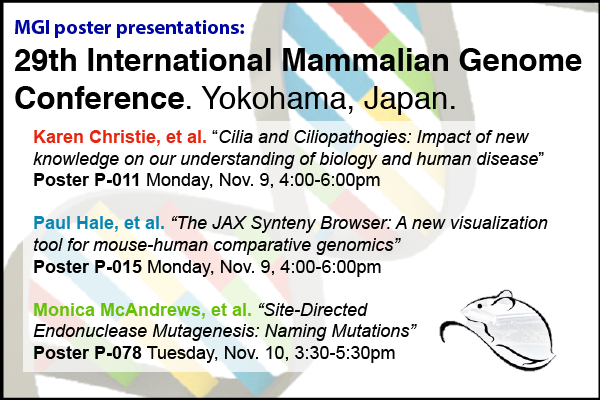 MGI poster presentations:
29th International Mammalian Genome
Conference. Yokohama, Japan.
Karen Christie, et al. “Cilia and Ciliopathogies: Impact of new
knowledge on our understanding of biology and human disease”
Poster P-011 Monday, Nov. 9, 4:00-6:00pm
Paul Hale, et al. “The JAX Synteny Browser: A new visualization
tool for mouse-human comparative genomics”
Poster P-015 Monday, Nov. 9, 4:00-6:00pm
Monica McAndrews, et al. “Site-Directed
Endonuclease Mutagenesis: Naming Mutations”
Poster P-078 Tuesday, Nov. 10, 3:30-5:30pm